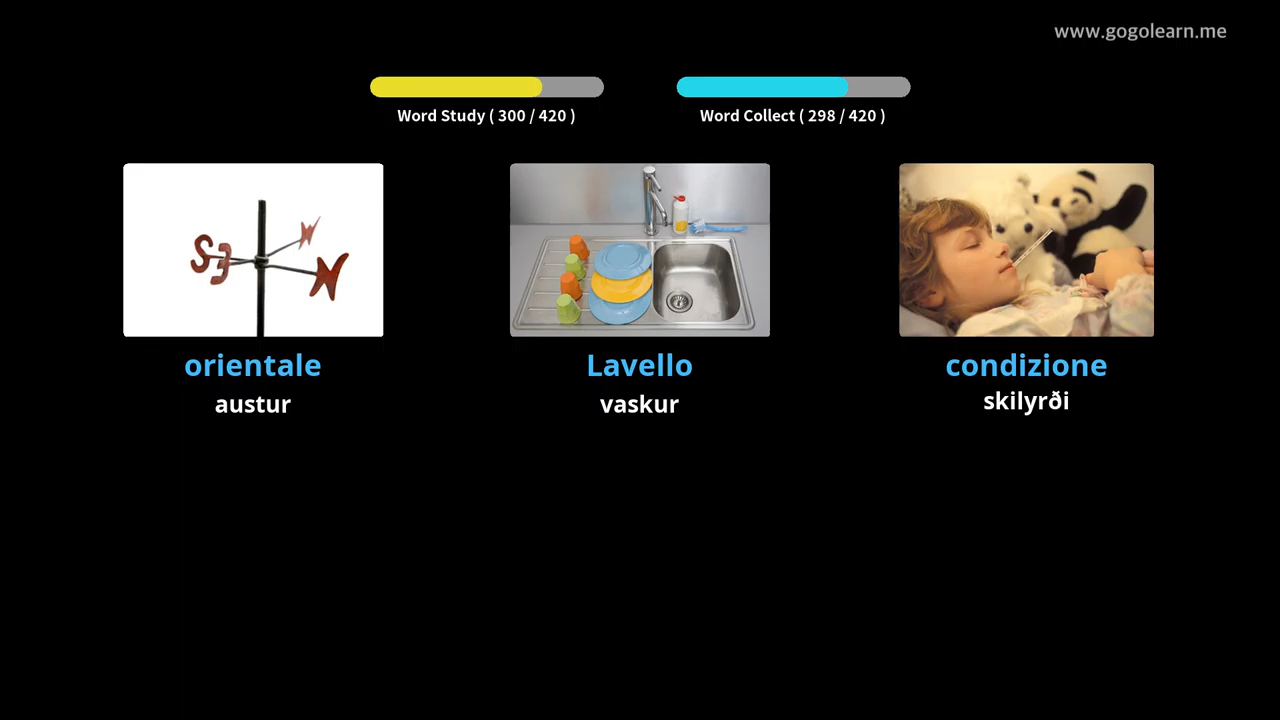 www.gogolearn.me
Word Study ( 300 / 420 )
Word Collect ( 298 / 420 )
orientale
austur
Lavello
vaskur
condizione
skilyrði